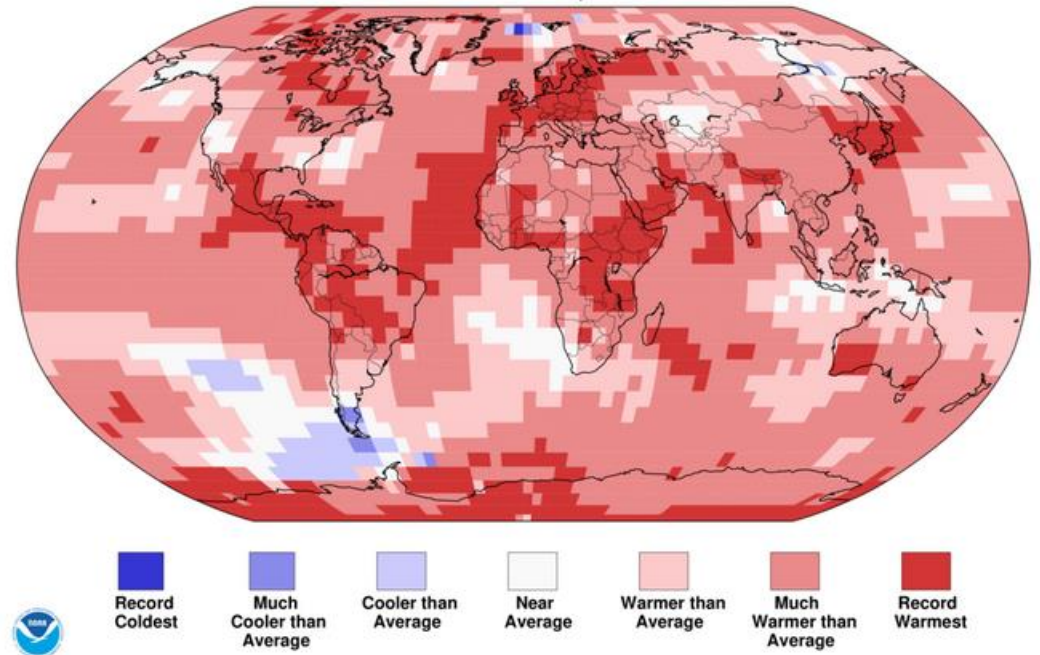 Record
Coldest
Much
Cooler than
Average
Cooler than
Average
Near
Average
Warmer than
Average
Much
Warmer than
Average
Record
Warmest
noaa